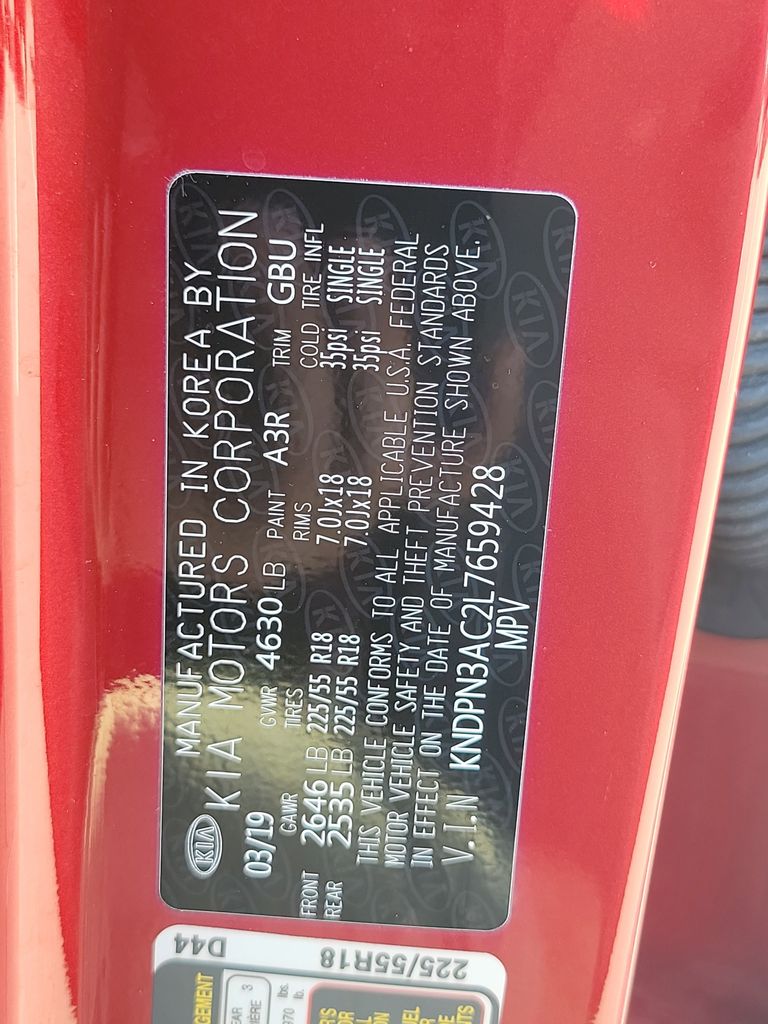 KIA
MANUFACTURED IN KOREA BY
KIA MOTORS CORPORATION
03/19 GVWR 4630 LB PAINT A3R TRIM GBU
GAWR TIRES RIMS COLD TIRE INFL
FRONT 2646 LB 225/55 R18 7.0Jx18 35psi SINGLE
REAR 2535 LB 225/55 R18 7.0Jx18 35psi SINGLE
THIS VEHICLE CONFORMS TO ALL APPLICABLE U.S.A. FEDERAL
MOTOR VEHICLE SAFETY AND THEFT PREVENTION STANDARDS
IN EFFECT ON THE DATE OF MANUFACTURE SHOWN ABOVE.
V.I.N KNDPN3AC2L7659428
MPV
D44
225/55R18